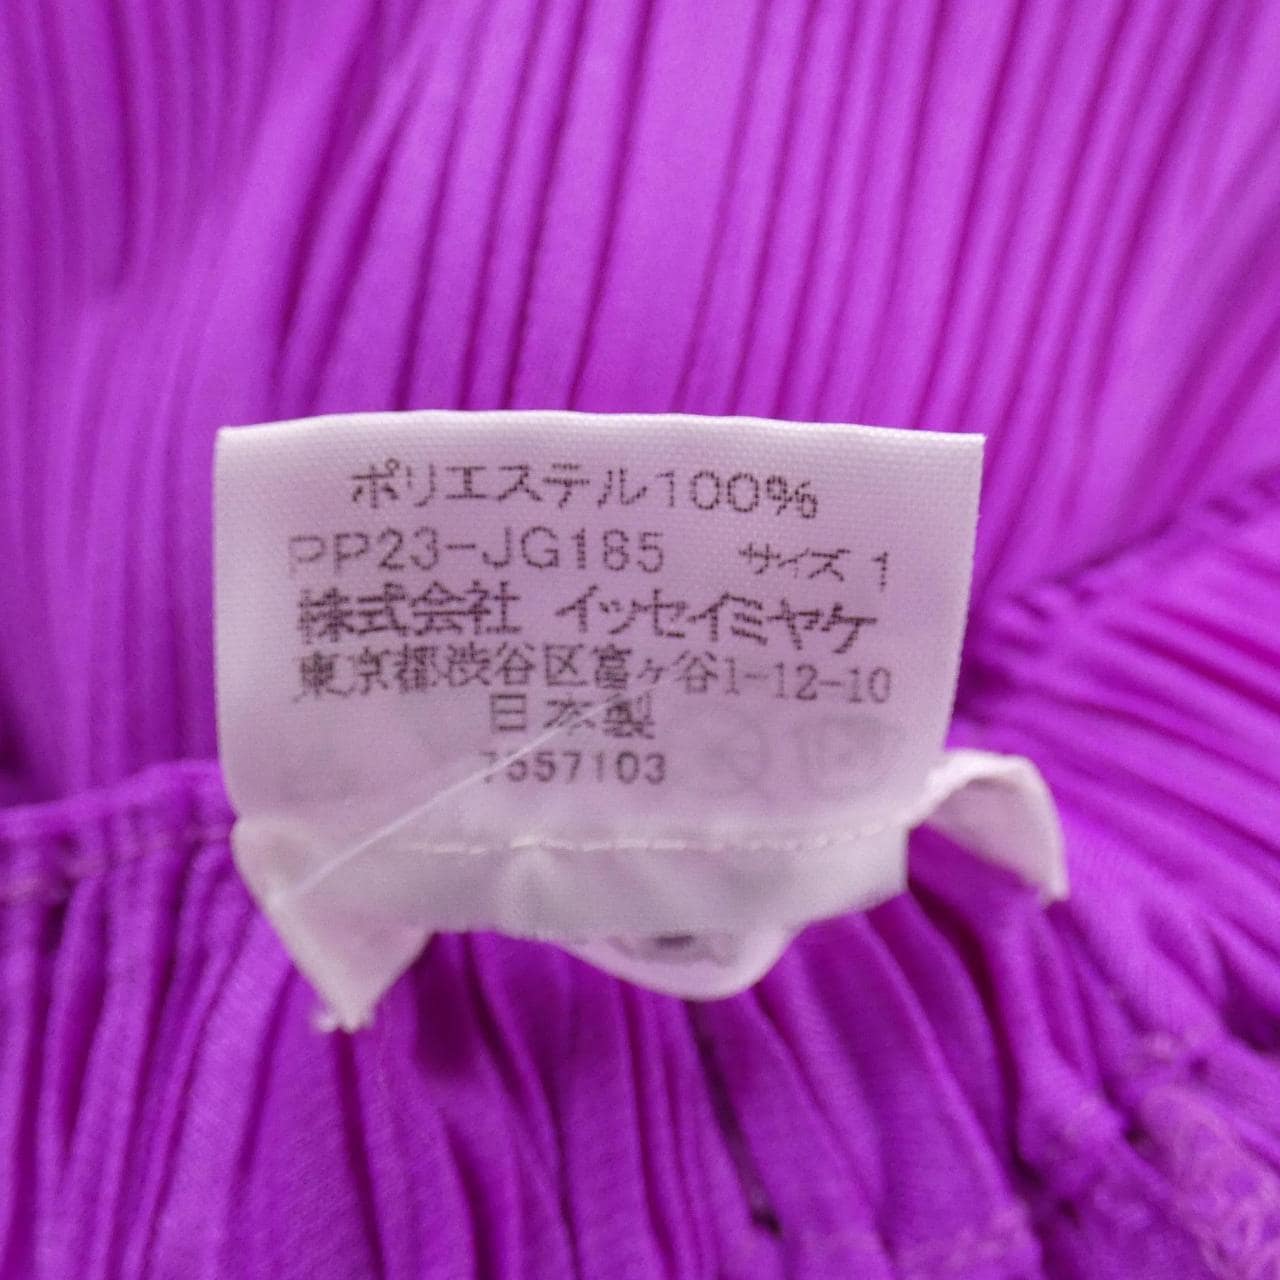 ポリエステル100%
PP23-JG185 サイズ 1
株式会社 イッセイミヤケ
東京都渋谷区富ヶ谷1-12-10
日本製
7557103